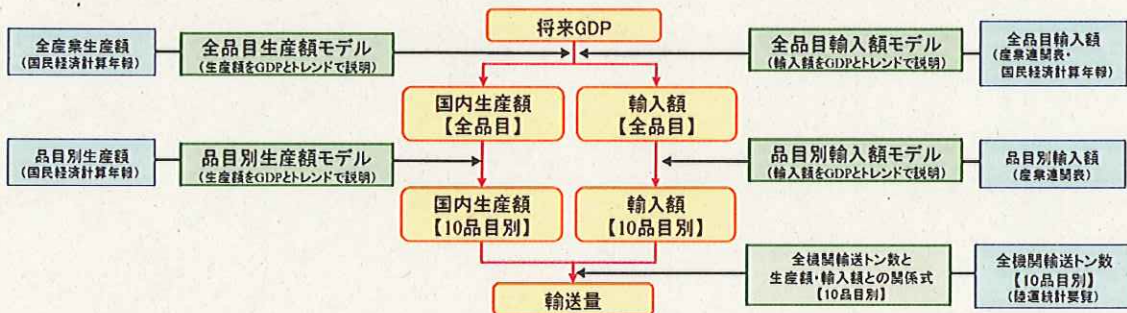 将来GDP
全産業生産額
(国民経済計算年報)
全品目生産額モデル
(生産額をGDPとトレンドで説明)
全品目輸入額モデル
(輸入額をGDPとトレンドで説明)
全品目輸入額
(産業連関表・
国民経済計算年報)
国内生産額
【全品目】
輸入額
【全品目】
品目別生産額
(国民経済計算年報)
品目別生産額モデル
(生産額をGDPとトレンドで説明)
品目別輸入額モデル
(輸入額をGDPとトレンドで説明)
品目別輸入額
(産業連関表)
国内生産額
【10品目別】
輸入額
【10品目別】
全機関輸送トン数と
生産額・輸入額との関係式
【10品目別】
全機関輸送トン数
【10品目別】
(陸運統計要覧)
輸送量